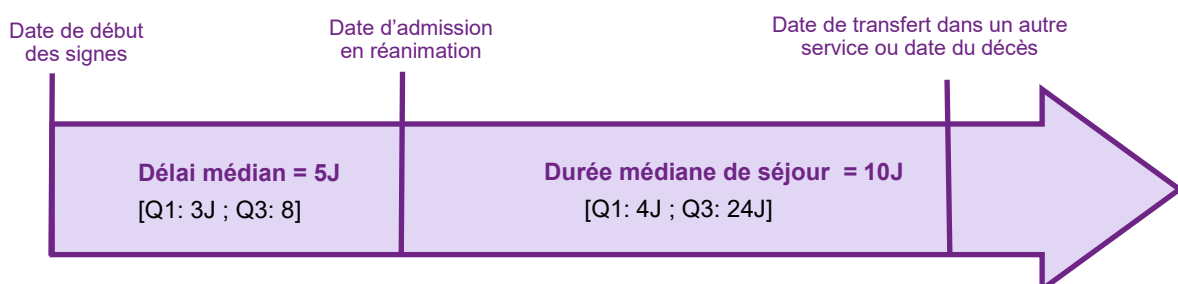 Date de début
des signes
Date d’admission
en réanimation
Date de transfert dans un autre
service ou date du décès
Délai médian = 5J
[Q1: 3J ; Q3: 8]
Durée médiane de séjour  = 10J
[Q1: 4J ; Q3: 24J]